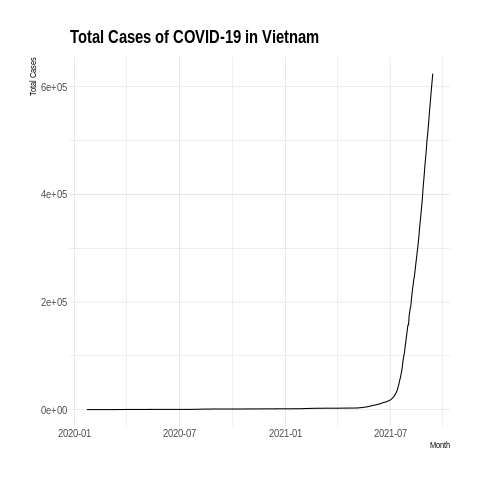 Total Cases of COVID-19 in Vietnam
Total Cases
6e+05
4e+05
2e+05
0e+00
2020-01 2020-07 2021-01 2021-07
Month